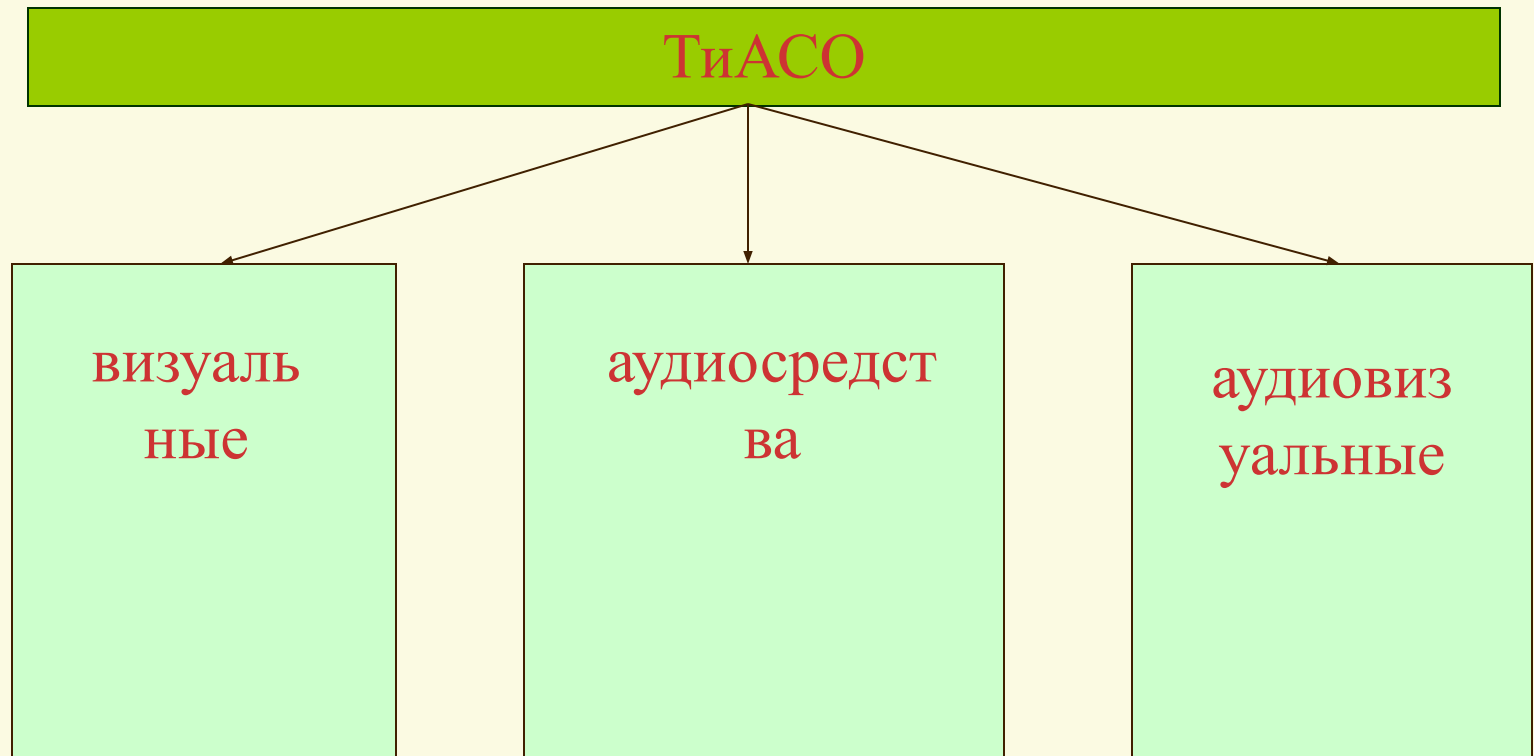 ТиАСО
визуаль
ные
аудиосредст
ва
аудиовиз
уальные